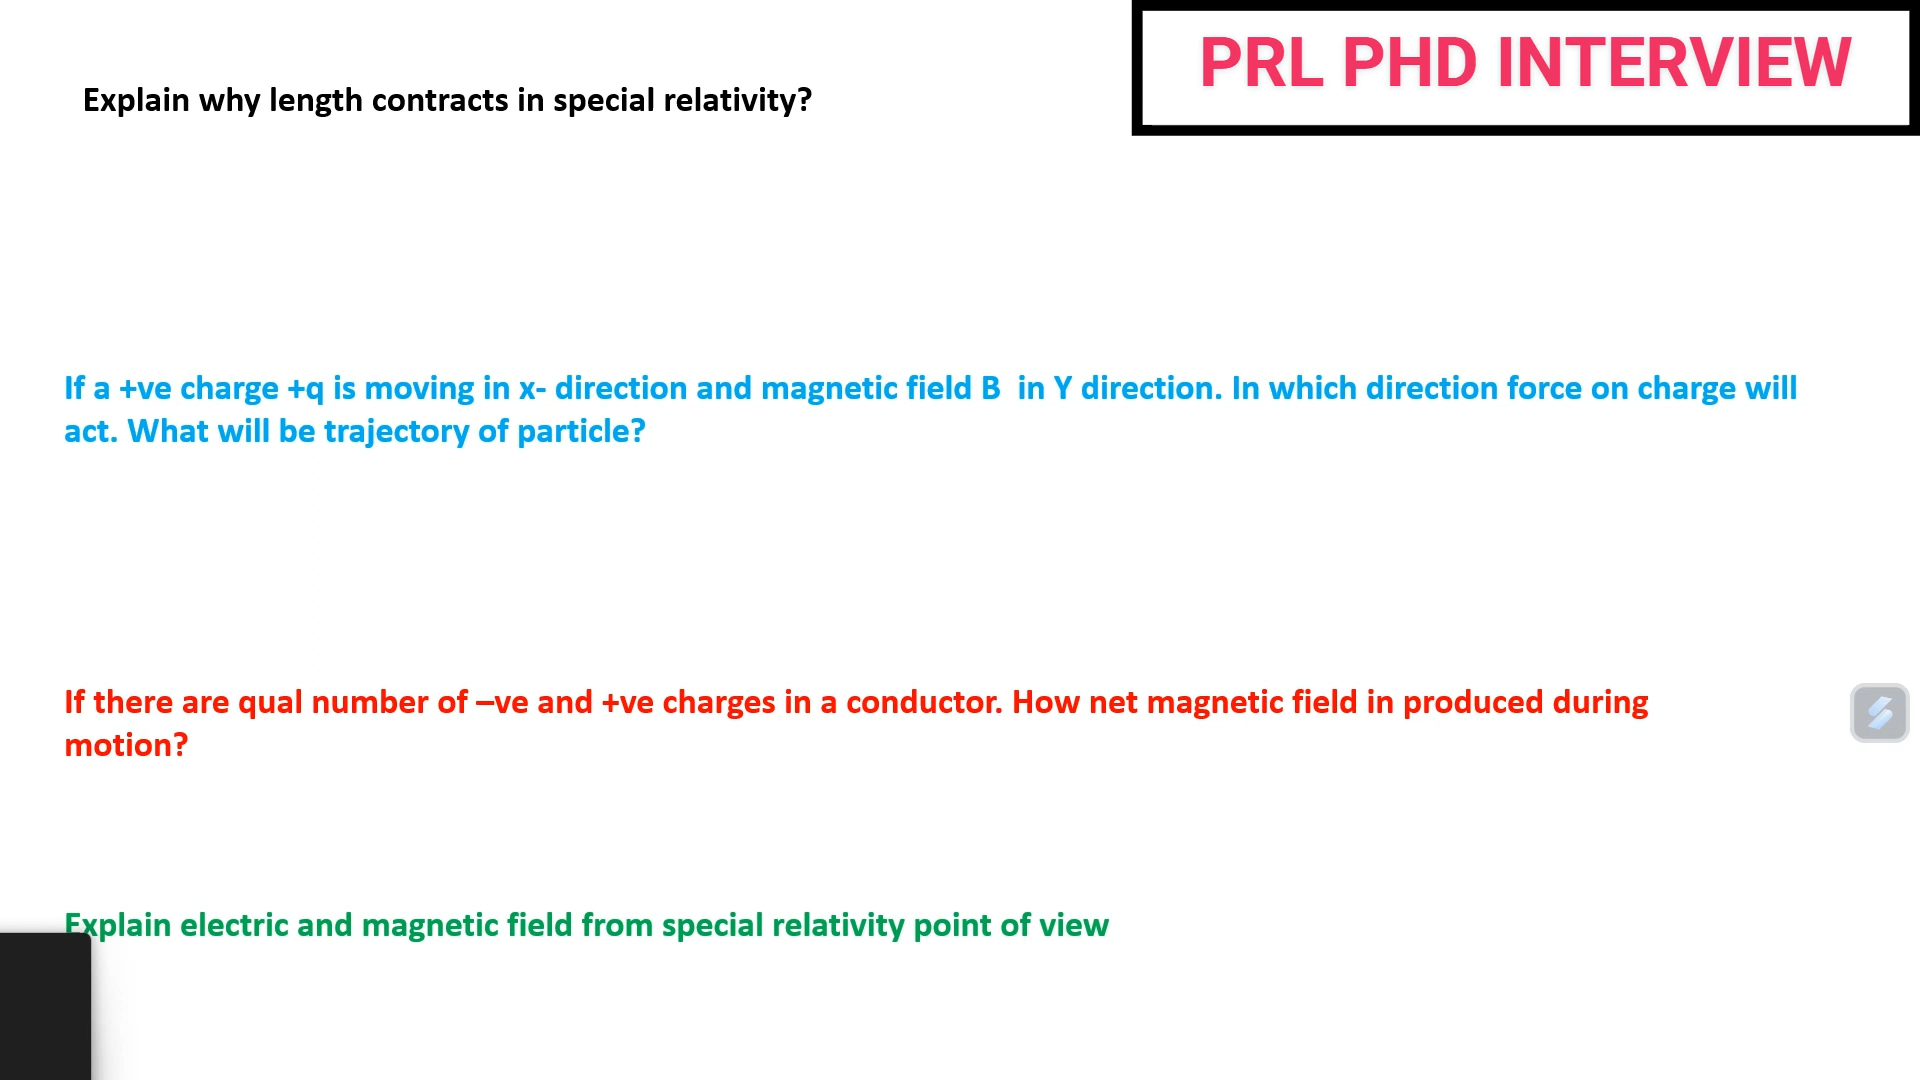 PRL PHD INTERVIEW
Explain why length contracts in special relativity?
If a +ve charge +q is moving in x- direction and magnetic field B  in Y direction. In which direction force on charge will
act. What will be trajectory of particle?
If there are qual number of –ve and +ve charges in a conductor. How net magnetic field in produced during
motion?
Explain electric and magnetic field from special relativity point of view